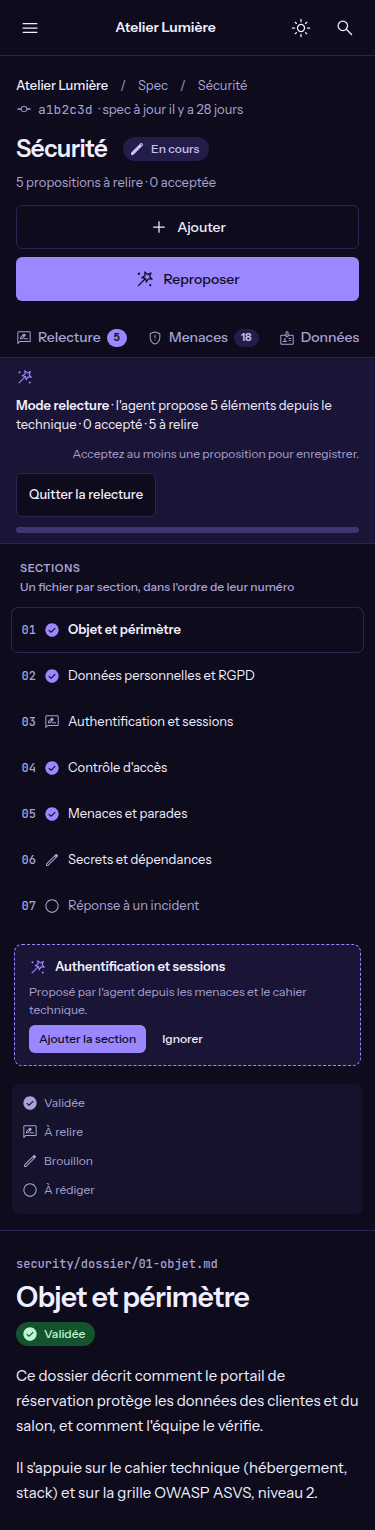 Atelier Lumière
Atelier Lumière / Spec / Sécurité
a1b2c3d · spec à jour il y a 28 jours
Sécurité
En cours
5 propositions à relire · 0 acceptée
Ajouter
Reproposer
Relecture 5 Menaces 18 Données
Mode relecture · l'agent propose 5 éléments depuis le
technique · 0 accepté · 5 à relire
Acceptez au moins une proposition pour enregistrer.
Quitter la relecture
SECTIONS
Un fichier par section, dans l'ordre de leur numéro
01 Objet et périmètre
02 Données personnelles et RGPD
03 Authentification et sessions
04 Contrôle d'accès
05 Menaces et parades
06 Secrets et dépendances
07 Réponse à un incident
Authentification et sessions
Proposé par l'agent depuis les menaces et le cahier
technique.
Ajouter la section Ignorer
Validée
À relire
Brouillon
À rédiger
security/dossier/01-objet.md
Objet et périmètre
Validée
Ce dossier décrit comment le portail de
réservation protège les données des clientes et du
salon, et comment l'équipe le vérifie.
Il s'appuie sur le cahier technique (hébergement,
stack) et sur la grille OWASP ASVS, niveau 2.